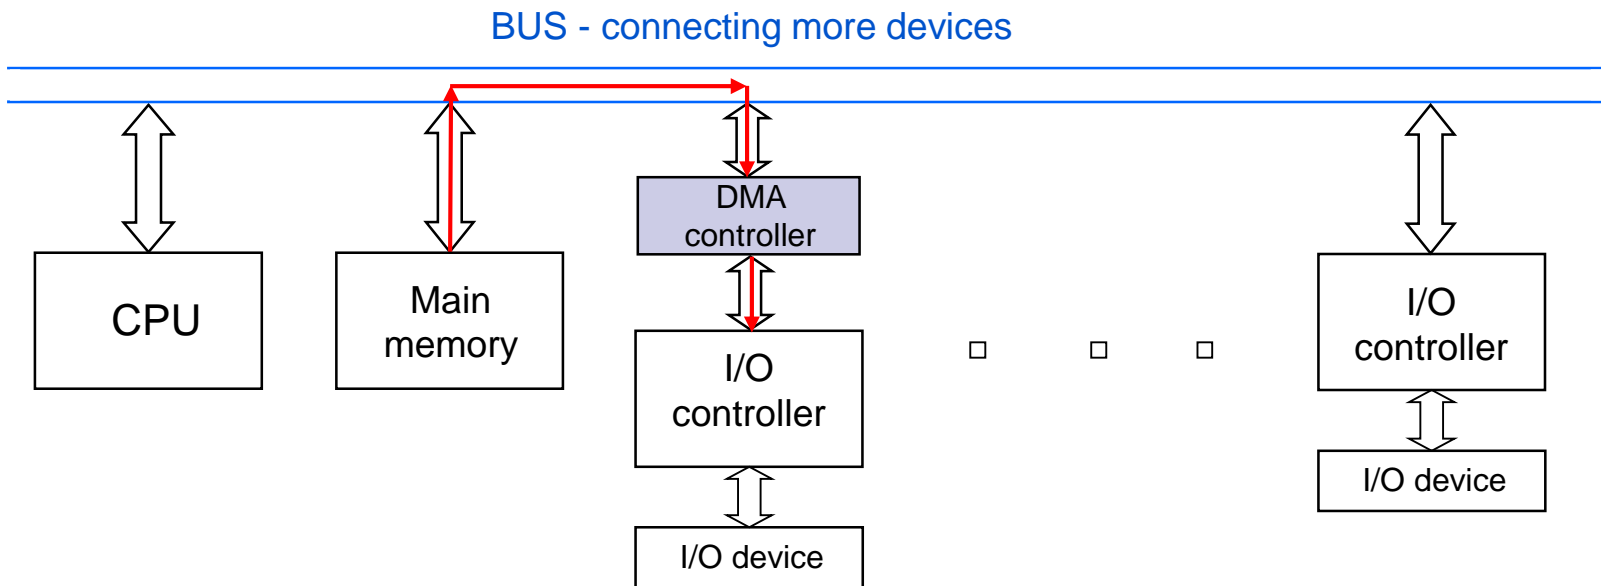 BUS - connecting more devices
DMA
controller
CPU
Main
memory
I/O
controller
I/O
controller
I/O device
I/O device